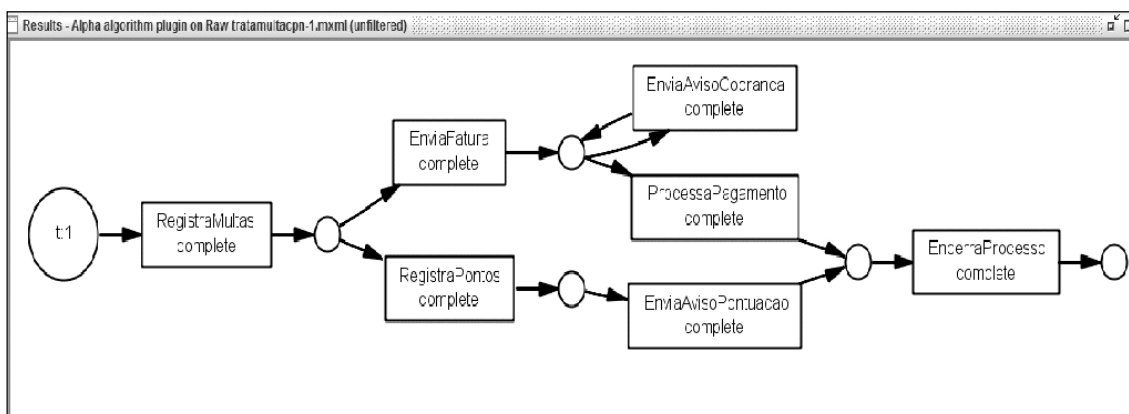 Results - Alpha algorithm plugin on Raw tratamultacpn-1.mxml (unfiltered)
EnviaAvisoCobranca
complete
EnviaFatura
complete
ProcessaPagamento
complete
t:1
RegistraMultas
complete
EncerraProcesso
complete
RegistraPontos
complete
EnviaAvisoPontuacao
complete